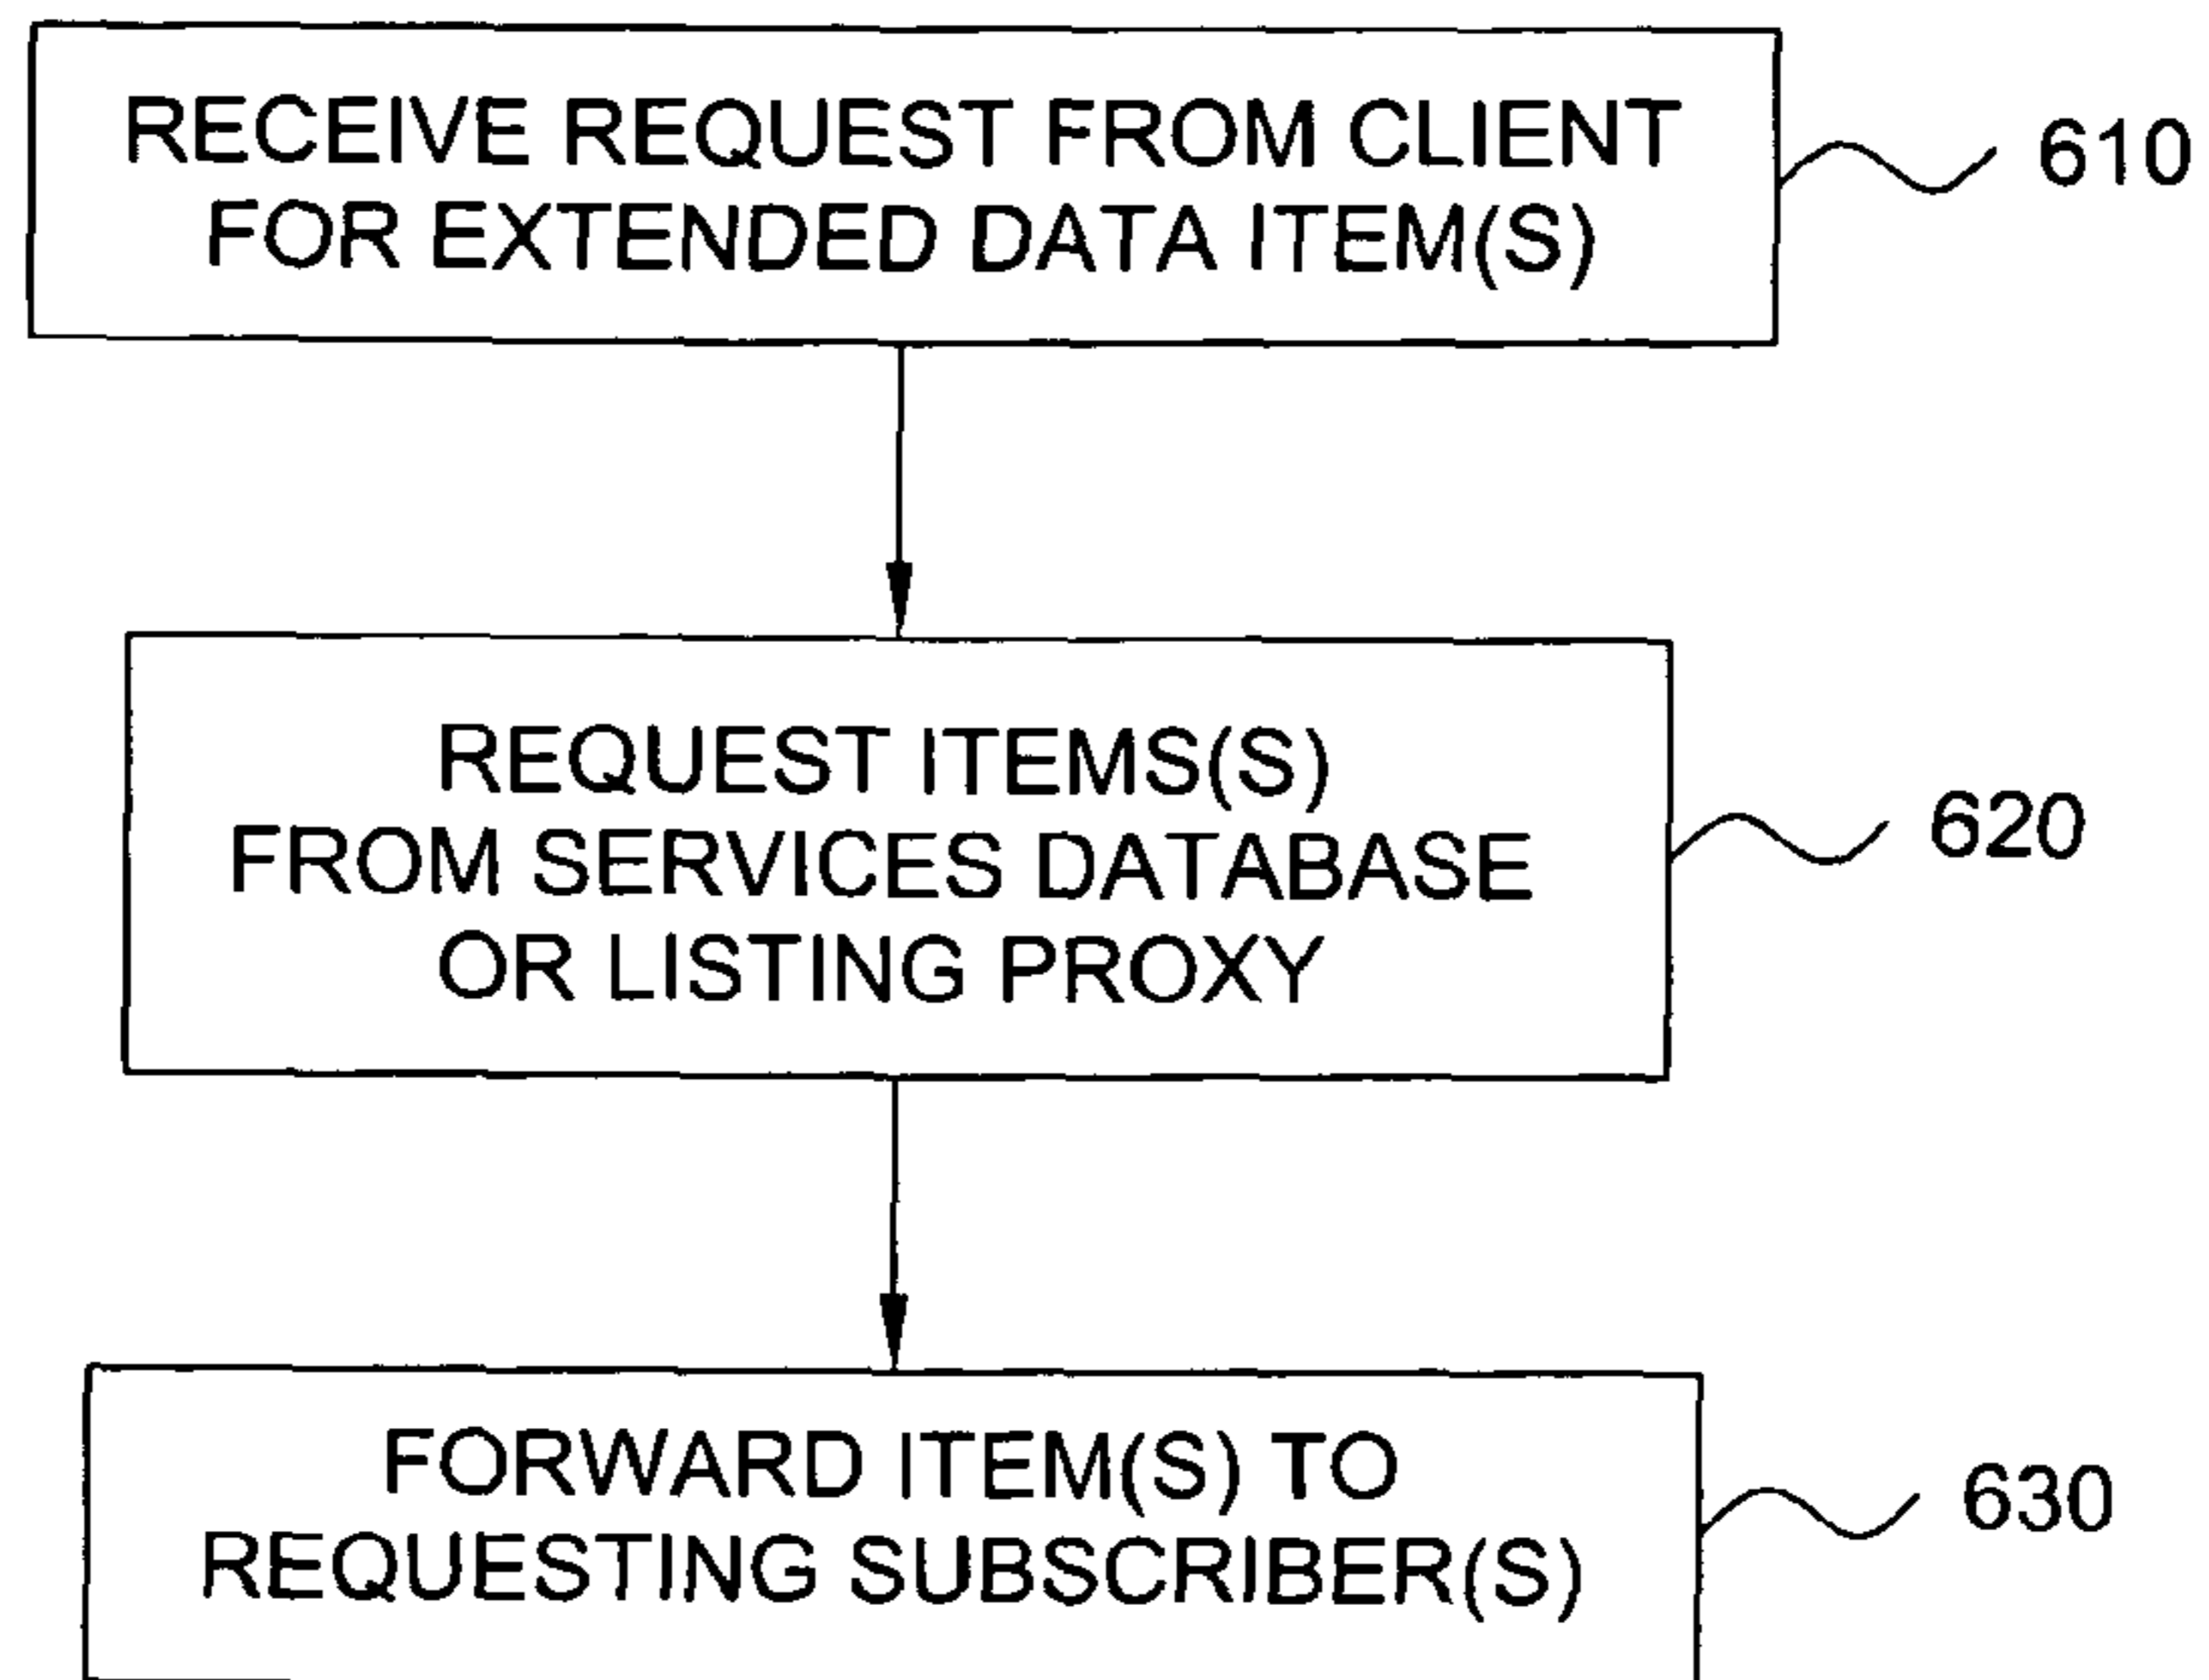 RECEIVE REQUEST FROM CLIENT
FOR EXTENDED DATA ITEM(S)
610
REQUEST ITEMS(S)
FROM SERVICES DATABASE
OR LISTING PROXY
620
FORWARD ITEM(S) TO
REQUESTING SUBSCRIBER(S)
630